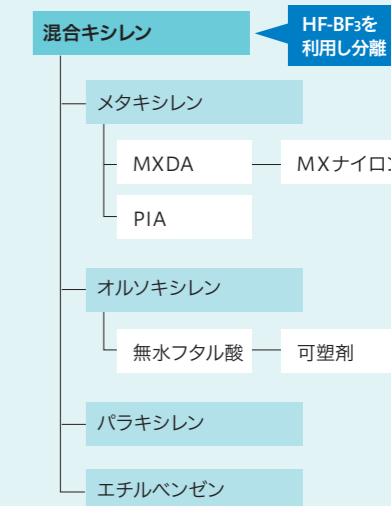 混合キシレン
HF-BF₃を
利用し分離
メタキシレン
MXDA
MXナイロン
PIA
オルソキシレン
無水フタル酸
可塑剤
パラキシレン
エチルベンゼン